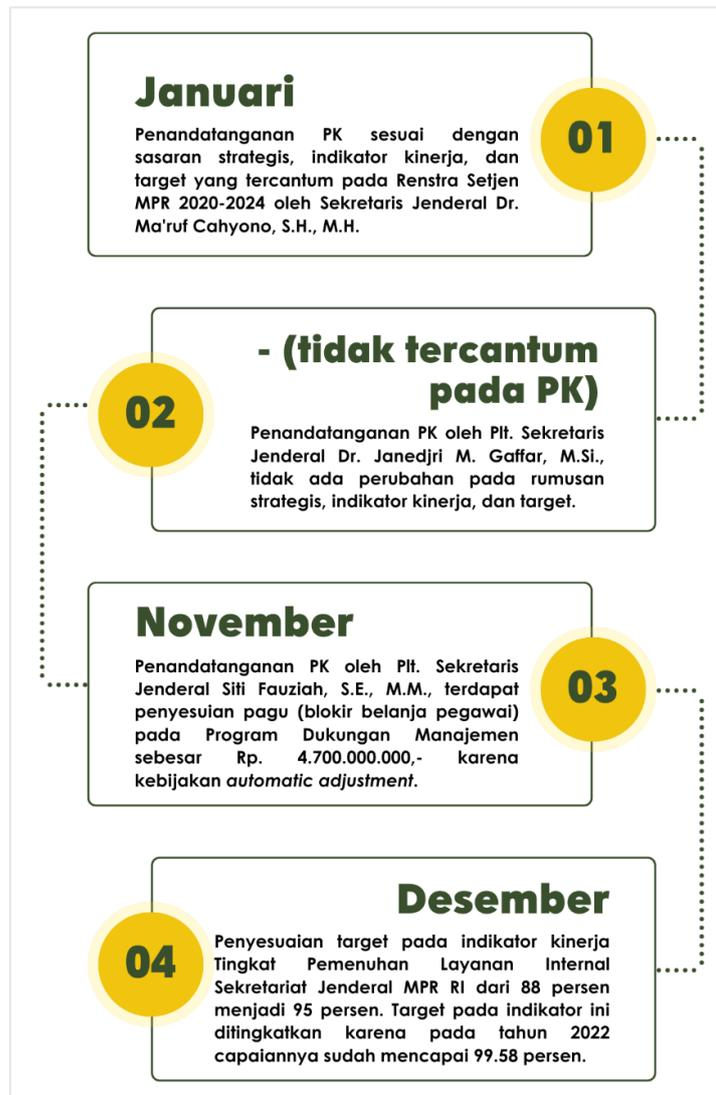 Januari
01
Penandatanganan PK sesuai dengan
sasaran strategis, indikator kinerja, dan
target yang tercantum pada Renstra Setjen
MPR 2020-2024 oleh Sekretaris Jenderal Dr.
Ma'ruf Cahyono, S.H., M.H.
- (tidak tercantum
pada PK)
02
Penandatanganan PK oleh Plt. Sekretaris
Jenderal Dr. Janedjri M. Gaffar, M.Si.,
tidak ada perubahan pada rumusan
strategis, indikator kinerja, dan target.
November
03
Penandatanganan PK oleh Plt. Sekretaris
Jenderal Siti Fauziah, S.E., M.M., terdapat
penyesuian pagu (blokir belanja pegawai)
pada Program Dukungan Manajemen
sebesar Rp. 4.700.000.000,- karena
kebijakan automatic adjustment.
Desember
04
Penyesuaian target pada indikator kinerja
Tingkat Pemenuhan Layanan Internal
Sekretariat Jenderal MPR RI dari 88 persen
menjadi 95 persen. Target pada indikator ini
ditingkatkan karena pada tahun 2022
capaiannya sudah mencapai 99.58 persen.